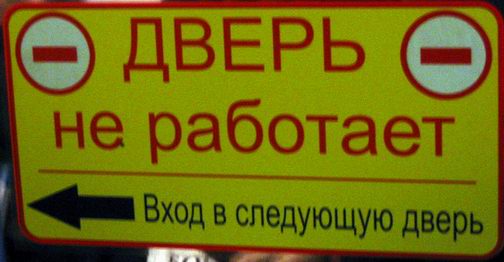 ДВЕРЬ
не работает
Вход в следующую дверь